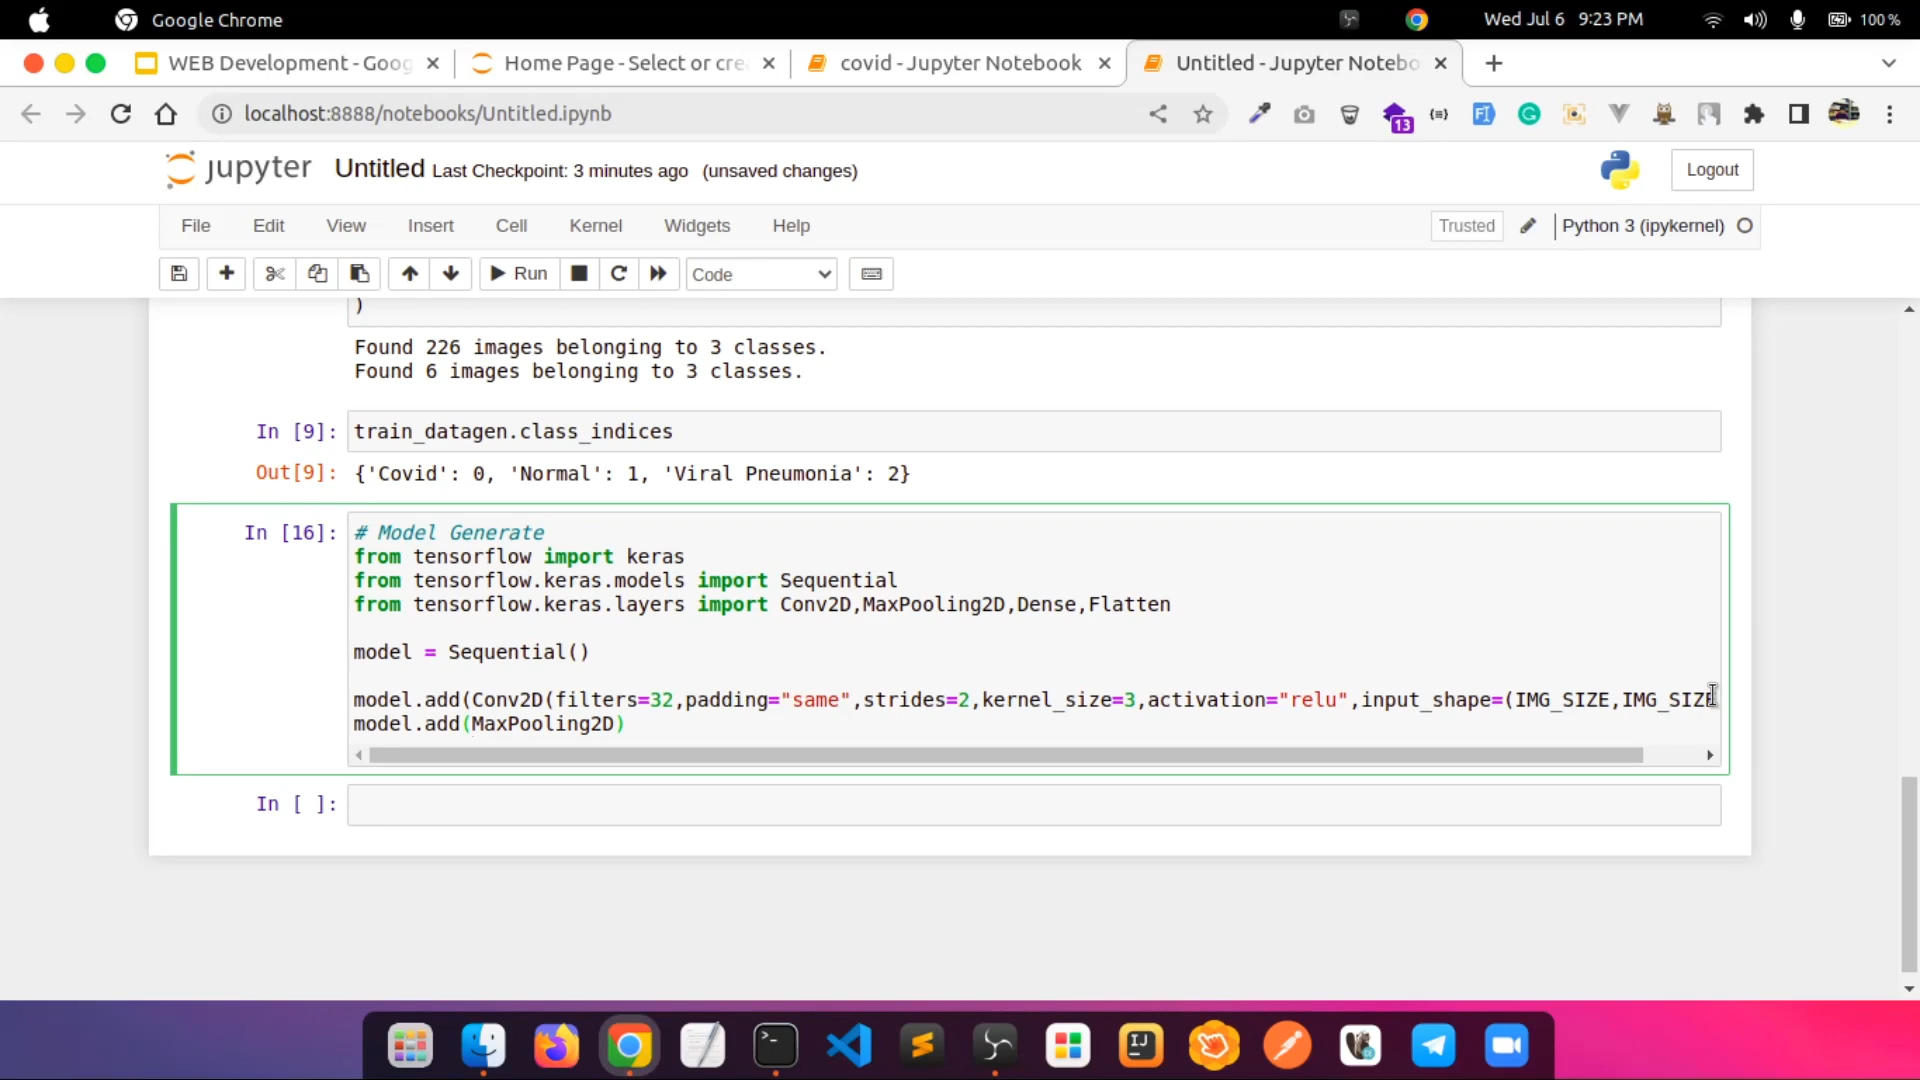 Google Chrome
Wed Jul 6 9:23 PM
100 %
WEB Development - Goog
Home Page - Select or cre
covid - Jupyter Notebook
Untitled - Jupyter Notebo
localhost:8888/notebooks/Untitled.ipynb
13
jupyter Untitled Last Checkpoint: 3 minutes ago (unsaved changes)
Logout
File Edit View Insert Cell Kernel Widgets Help
Trusted
Python 3 (ipykernel)
Run
Code
)
Found 226 images belonging to 3 classes.
Found 6 images belonging to 3 classes.
In [9]: train_datagen.class_indices
Out[9]: {'Covid': 0, 'Normal': 1, 'Viral Pneumonia': 2}
In [16]: # Model Generate
from tensorflow import keras
from tensorflow.keras.models import Sequential
from tensorflow.keras.layers import Conv2D,MaxPooling2D,Dense,Flatten
model = Sequential()
model.add(Conv2D(filters=32,padding="same",strides=2,kernel_size=3,activation="relu",input_shape=(IMG_SIZE,IMG_SIZE
model.add(MaxPooling2D)
In [ ]:
IJ